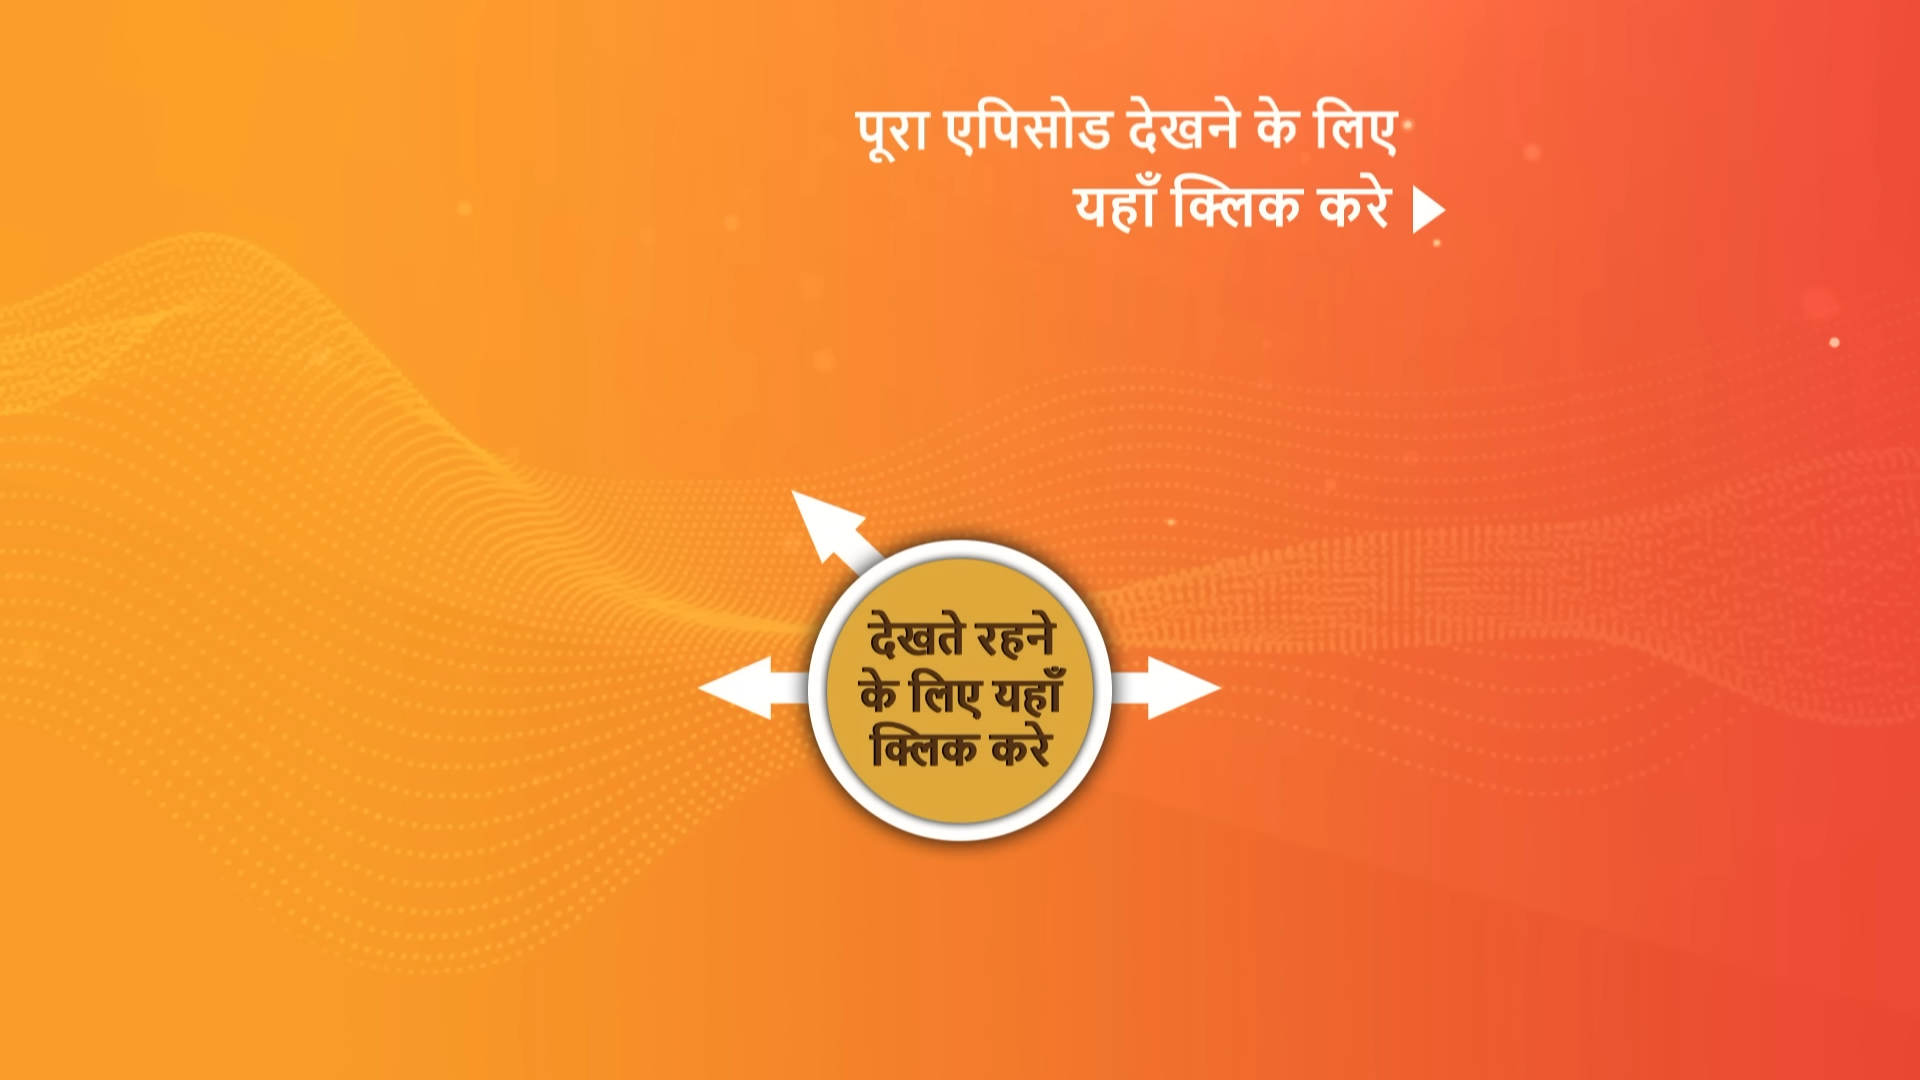 पूरा एपिसोड देखने के लिए
यहाँ क्लिक करे
देखते रहने
के लिए यहाँ
क्लिक करे